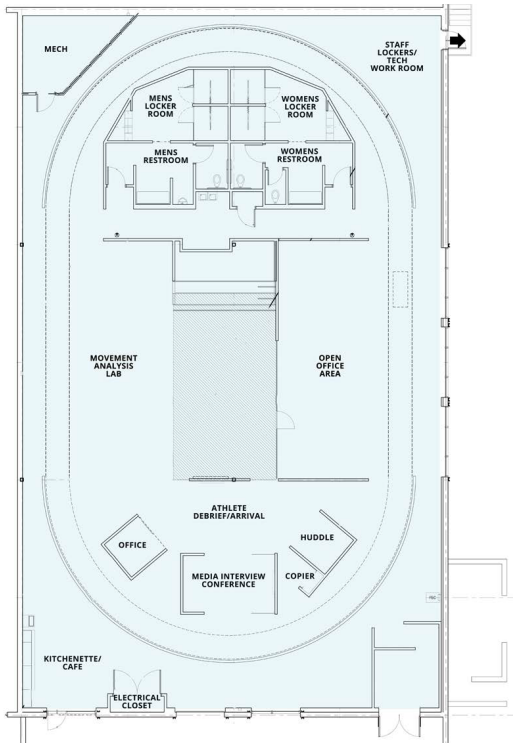 MECH
STAFF
LOCKERS/
TECH
WORK ROOM
MENS
LOCKER
ROOM
WOMENS
LOCKER
ROOM
MENS
RESTROOM
WOMENS
RESTROOM
MOVEMENT
ANALYSIS
LAB
OPEN
OFFICE
AREA
ATHLETE
DEBRIEF/ARRIVAL
OFFICE
HUDDLE
MEDIA INTERVIEW
CONFERENCE
COPIER
KITCHENETTE/
CAFE
ELECTRICAL
CLOSET